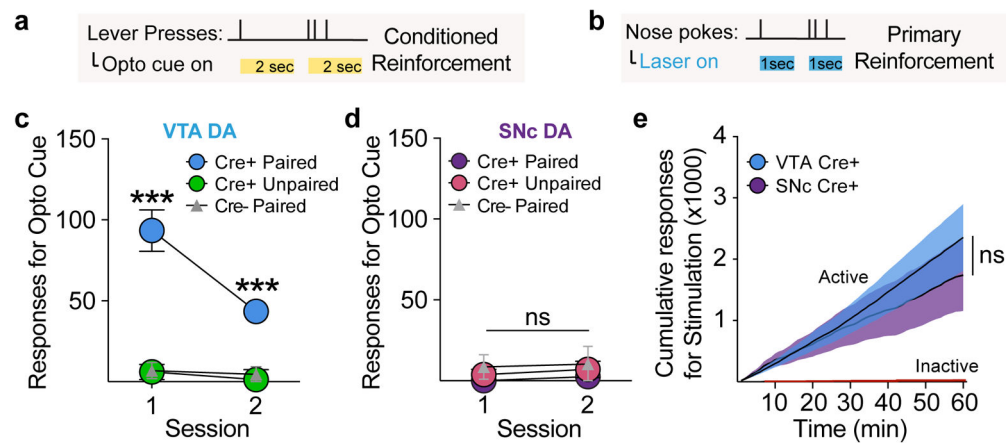 a
Lever Presses:
Opto cue on
2 sec
2 sec
Conditioned
Reinforcement
b
Nose pokes:
Laser on
1sec
1sec
Primary
Reinforcement
c
VTA DA
Responses for Opto Cue
150
100
50
Cre+ Paired
Cre+ Unpaired
Cre- Paired
***
***
1
2
Session
d
SNc DA
Responses for Opto Cue
150
100
50
Cre+ Paired
Cre+ Unpaired
Cre- Paired
ns
1
2
Session
e
Cumulative responses
for Stimulation (x1000)
4
3
2
1
VTA Cre+
SNc Cre+
Active
ns
Inactive
10 20 30 40 50 60
Time (min)